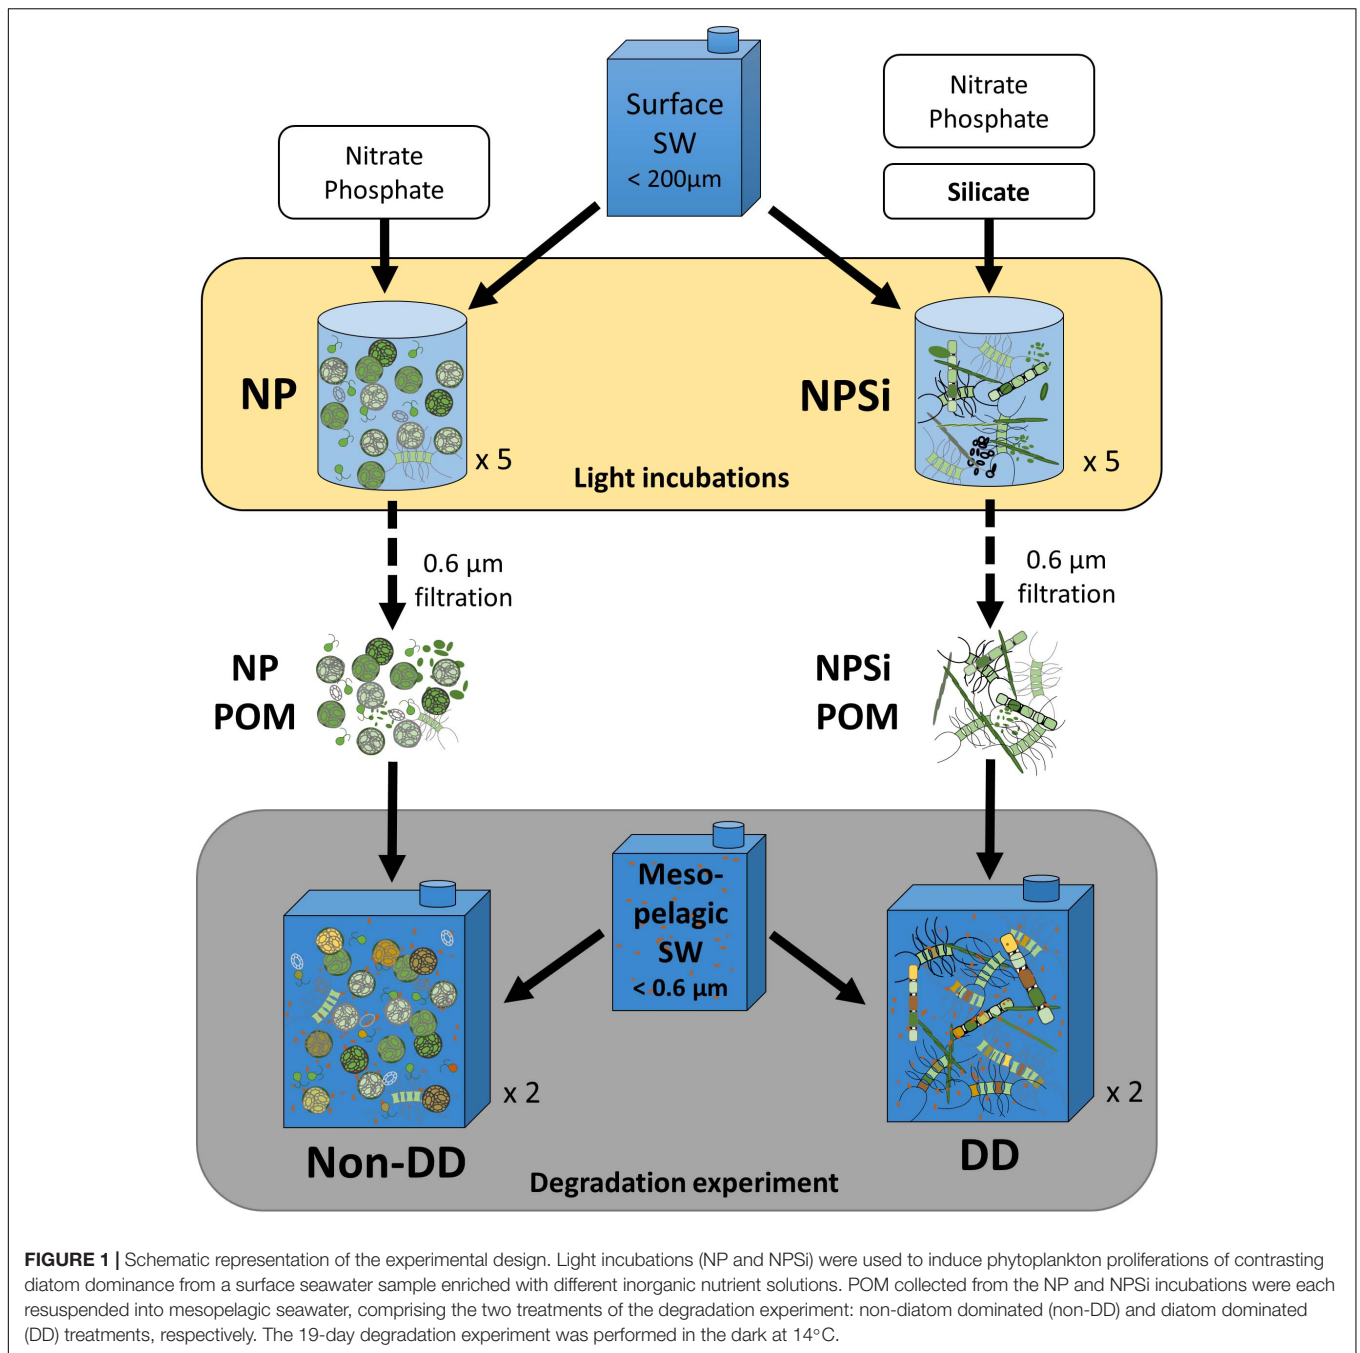 Surface
SW
< 200µm
Nitrate
Phosphate
Nitrate
Phosphate
Silicate
NP
x 5
NPSi
x 5
Light incubations
0.6 µm
filtration
0.6 µm
filtration
NP
POM
NPSi
POM
Meso-
pelagic
SW
< 0.6 µm
x 2
x 2
Non-DD
DD
Degradation experiment
FIGURE 1 | Schematic representation of the experimental design. Light incubations (NP and NPSi) were used to induce phytoplankton proliferations of contrasting
diatom dominance from a surface seawater sample enriched with different inorganic nutrient solutions. POM collected from the NP and NPSi incubations were each
resuspended into mesopelagic seawater, comprising the two treatments of the degradation experiment: non-diatom dominated (non-DD) and diatom dominated
(DD) treatments, respectively. The 19-day degradation experiment was performed in the dark at 14°C.